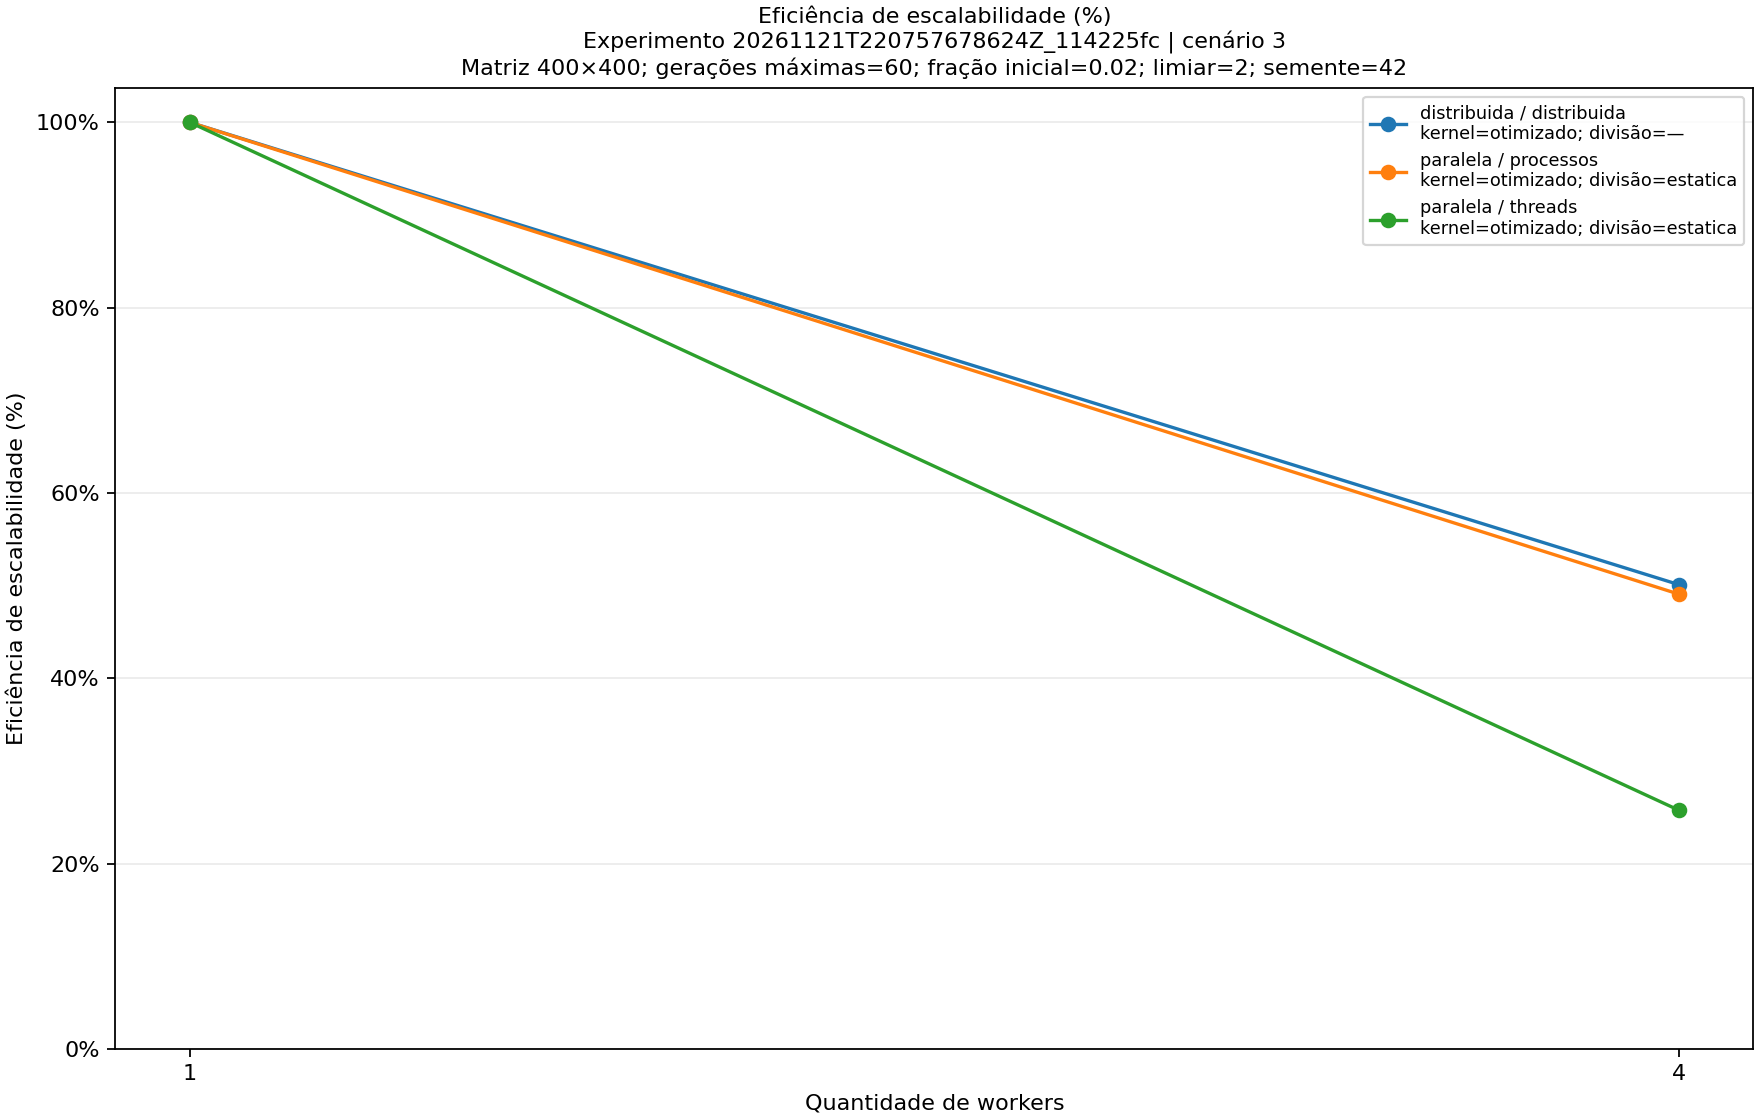 Eficiência de escalabilidade (%)
Experimento 20261121T220757678624Z_114225fc | cenário 3
Matriz 400×400; gerações máximas=60; fração inicial=0.02; limiar=2; semente=42
distribuida / distribuida
kernel=otimizado; divisão=—
paralela / processos
kernel=otimizado; divisão=estatica
paralela / threads
kernel=otimizado; divisão=estatica
Eficiência de escalabilidade (%)
100%
80%
60%
40%
20%
0%
1
4
Quantidade de workers